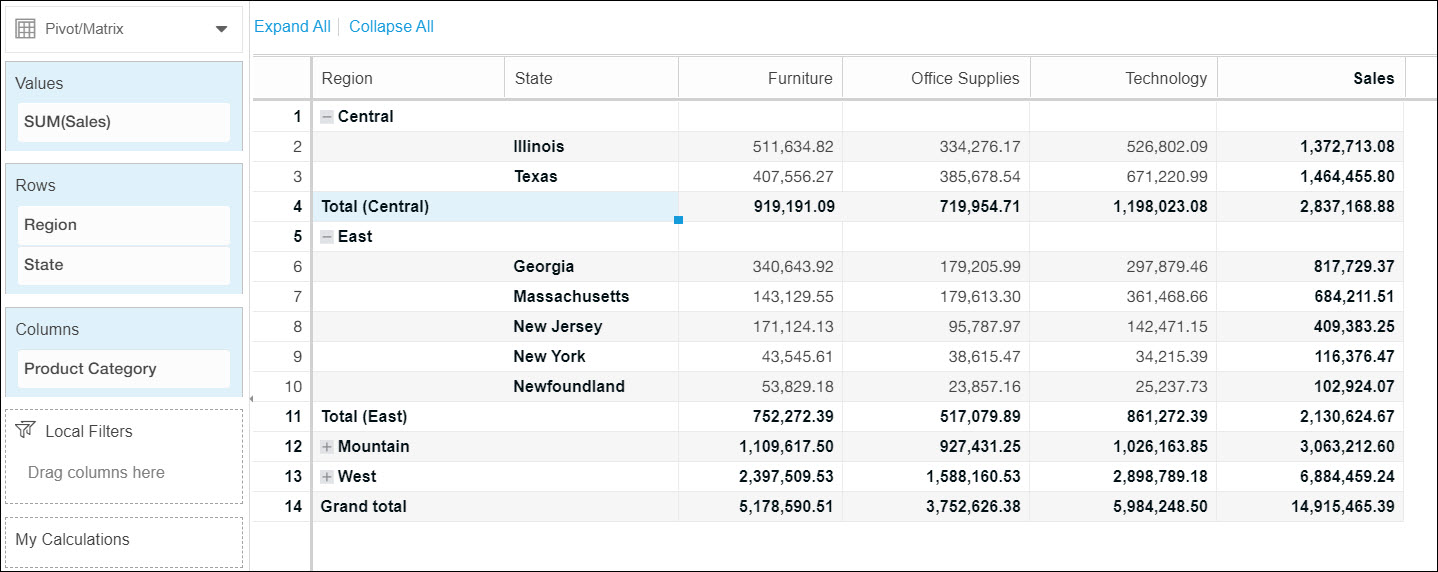 Pivot/Matrix
Values
SUM(Sales)
Rows
Region
State
Columns
Product Category
Local Filters
Drag columns here
My Calculations
Expand All Collapse All
Region State Furniture Office Supplies Technology Sales
1 Central
2 Illinois 511,634.82 334,276.17 526,802.09 1,372,713.08
3 Texas 407,556.27 385,678.54 671,220.99 1,464,455.80
4 Total (Central) 919,191.09 719,954.71 1,198,023.08 2,837,168.88
5 East
6 Georgia 340,643.92 179,205.99 297,879.46 817,729.37
7 Massachusetts 143,129.55 179,613.30 361,468.66 684,211.51
8 New Jersey 171,124.13 95,787.97 142,471.15 409,383.25
9 New York 43,545.61 38,615.47 34,215.39 116,376.47
10 Newfoundland 53,829.18 23,857.16 25,237.73 102,924.07
11 Total (East) 752,272.39 517,079.89 861,272.39 2,130,624.67
12 Mountain 1,109,617.50 927,431.25 1,026,163.85 3,063,212.60
13 West 2,397,509.53 1,588,160.53 2,898,789.18 6,884,459.24
14 Grand total 5,178,590.51 3,752,626.38 5,984,248.50 14,915,465.39